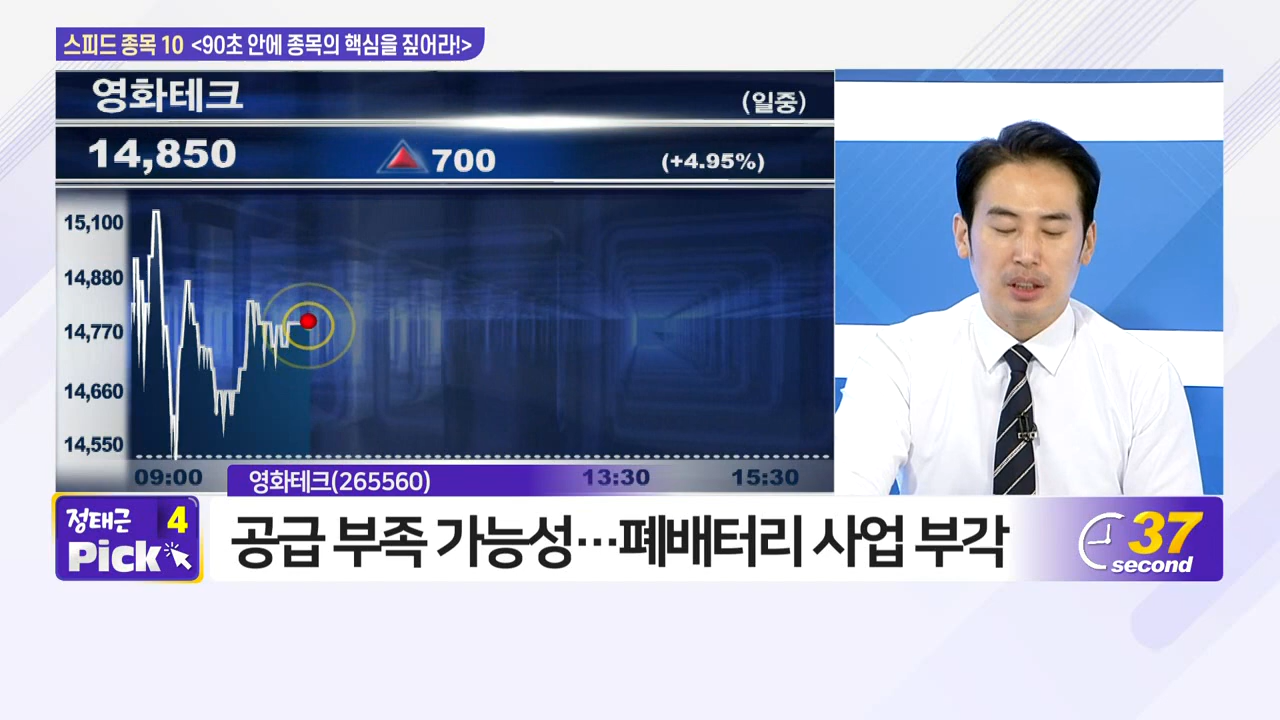 스피드 종목 10 <90초 안에 종목의 핵심을 짚어라!>
영화테크
(일중)
14,850 ▲ 700 (+4.95%)
15,100
14,880
14,770
14,660
14,550
09:00 13:30 15:30
영화테크(265560)
정태근 4
Pick
공급 부족 가능성…폐배터리 사업 부각
37
second